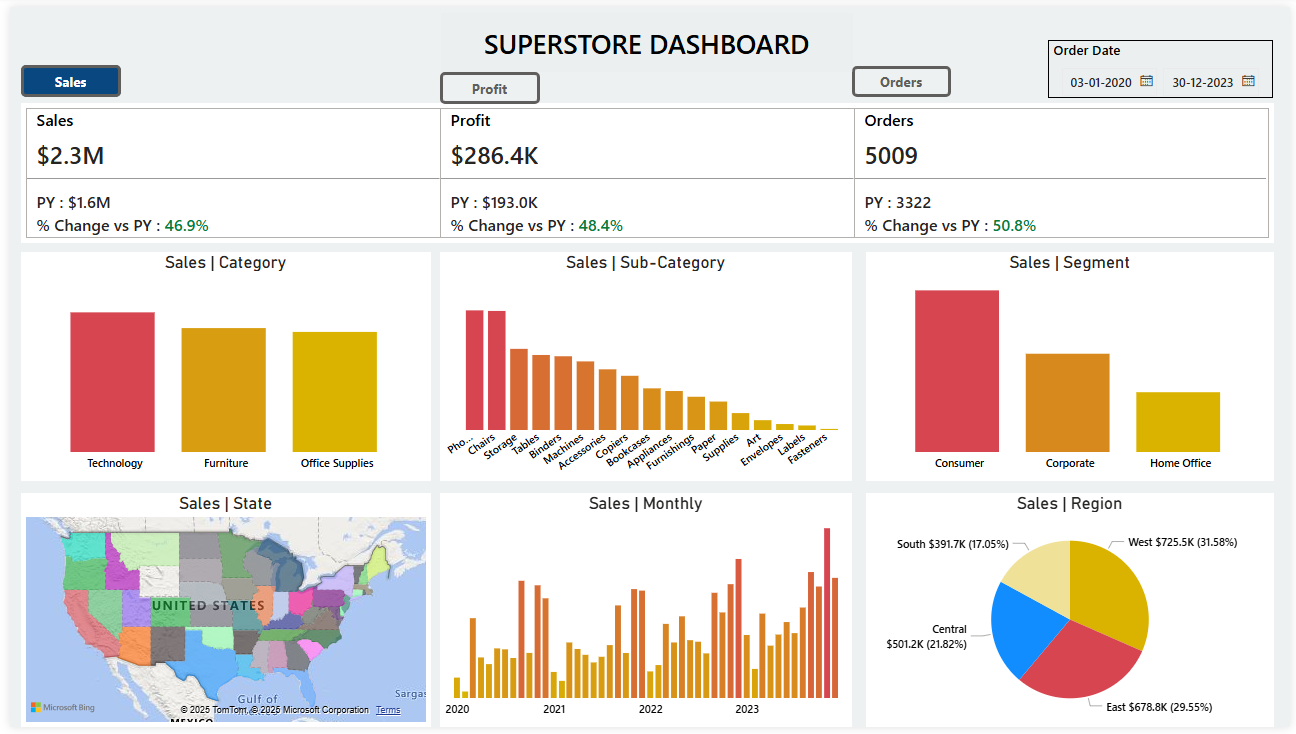 SUPERSTORE DASHBOARD
Order Date
03-01-2020 30-12-2023
Sales
Profit
Orders
Sales
$2.3M
PY : $1.6M
% Change vs PY : 46.9%
Profit
$286.4K
PY : $193.0K
% Change vs PY : 48.4%
Orders
5009
PY : 3322
% Change vs PY : 50.8%
Sales | Category
Technology
Furniture
Office Supplies
Sales | Sub-Category
Pho...
Chairs
Storage
Tables
Binders
Machines
Accessories
Copiers
Bookcases
Appliances
Furnishings
Paper
Supplies
Art
Envelopes
Labels
Fasteners
Sales | Segment
Consumer
Corporate
Home Office
Sales | State
UNITED STATES
Gulf of
Sargas
Microsoft Bing
© 2025 TomTom, © 2025 Microsoft Corporation Terms
MEXICO
Sales | Monthly
2020
2021
2022
2023
Sales | Region
South $391.7K (17.05%)
West $725.5K (31.58%)
Central
$501.2K (21.82%)
East $678.8K (29.55%)